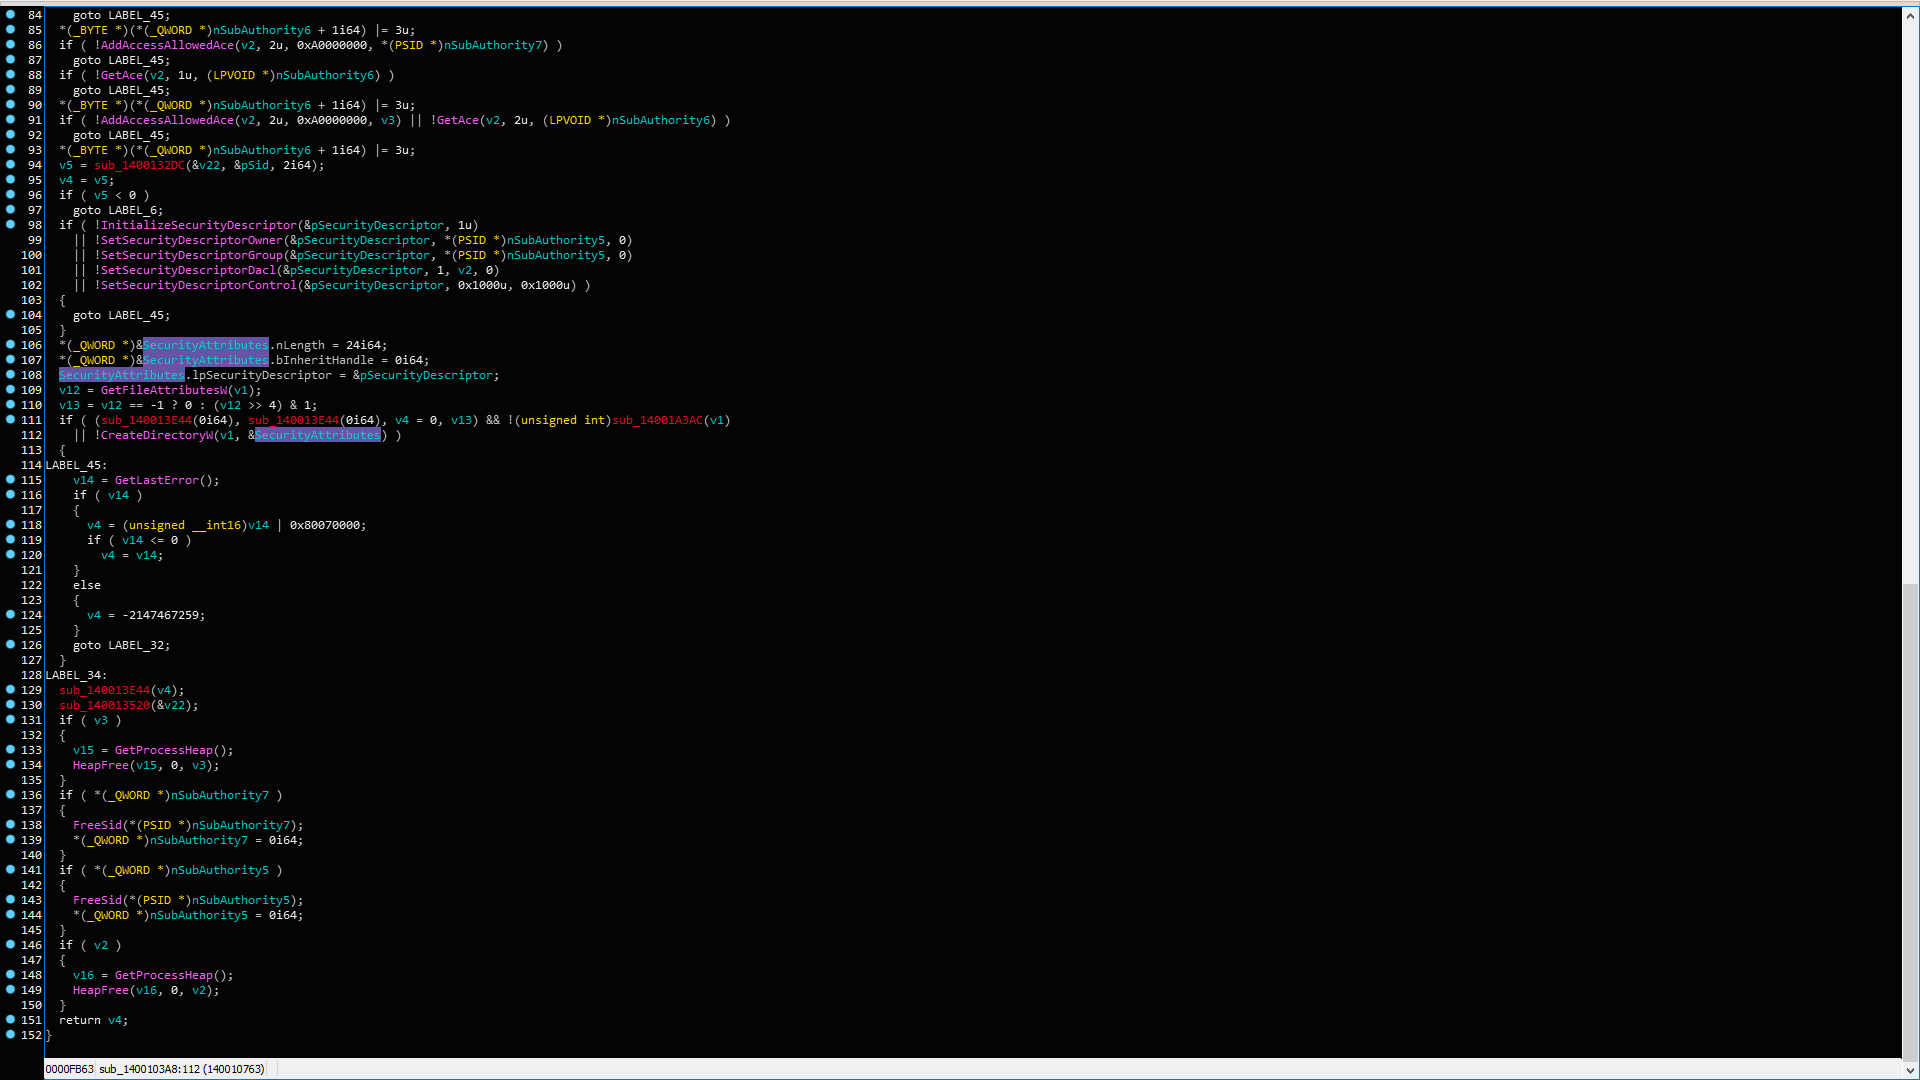 84 goto LABEL_45;
85 *(_BYTE *)(*(_QWORD *)nSubAuthority6 + 1i64) |= 3u;
86 if ( !AddAccessAllowedAce(v2, 2u, 0xA0000000, *(PSID *)nSubAuthority7) )
87 goto LABEL_45;
88 if ( !GetAce(v2, 1u, (LPVOID *)nSubAuthority6) )
89 goto LABEL_45;
90 *(_BYTE *)(*(_QWORD *)nSubAuthority6 + 1i64) |= 3u;
91 if ( !AddAccessAllowedAce(v2, 2u, 0xA0000000, v3) || !GetAce(v2, 2u, (LPVOID *)nSubAuthority6) )
92 goto LABEL_45;
93 *(_BYTE *)(*(_QWORD *)nSubAuthority6 + 1i64) |= 3u;
94 v5 = sub_1400132DC(&v22, &pSid, 2i64);
95 v4 = v5;
96 if ( v5 < 0 )
97 goto LABEL_6;
98 if ( !InitializeSecurityDescriptor(&pSecurityDescriptor, 1u)
99 || !SetSecurityDescriptorOwner(&pSecurityDescriptor, *(PSID *)nSubAuthority5, 0)
100 || !SetSecurityDescriptorGroup(&pSecurityDescriptor, *(PSID *)nSubAuthority5, 0)
101 || !SetSecurityDescriptorDacl(&pSecurityDescriptor, 1, v2, 0)
102 || !SetSecurityDescriptorControl(&pSecurityDescriptor, 0x1000u, 0x1000u) )
103 {
104 goto LABEL_45;
105 }
106 *(_QWORD *)&SecurityAttributes.nLength = 24i64;
107 *(_QWORD *)&SecurityAttributes.bInheritHandle = 0i64;
108 SecurityAttributes.lpSecurityDescriptor = &pSecurityDescriptor;
109 v12 = GetFileAttributesW(v1);
110 v13 = v12 == -1 ? 0 : (v12 >> 4) & 1;
111 if ( (sub_140013E44(0i64), sub_140013E44(0i64), v4 = 0, v13) && !(unsigned int)sub_14001A3AC(v1)
112 || !CreateDirectoryW(v1, &SecurityAttributes) )
113 {
114 LABEL_45:
115 v14 = GetLastError();
116 if ( v14 )
117 {
118 v4 = (unsigned __int16)v14 | 0x80070000;
119 if ( v14 <= 0 )
120 v4 = v14;
121 }
122 else
123 {
124 v4 = -2147467259;
125 }
126 goto LABEL_32;
127 }
128 LABEL_34:
129 sub_140013E44(v4);
130 sub_140013520(&v22);
131 if ( v3 )
132 {
133 v15 = GetProcessHeap();
134 HeapFree(v15, 0, v3);
135 }
136 if ( *(_QWORD *)nSubAuthority7 )
137 {
138 FreeSid(*(PSID *)nSubAuthority7);
139 *(_QWORD *)nSubAuthority7 = 0i64;
140 }
141 if ( *(_QWORD *)nSubAuthority5 )
142 {
143 FreeSid(*(PSID *)nSubAuthority5);
144 *(_QWORD *)nSubAuthority5 = 0i64;
145 }
146 if ( v2 )
147 {
148 v16 = GetProcessHeap();
149 HeapFree(v16, 0, v2);
150 }
151 return v4;
152 }
0000FB63 sub_1400103A8:112 (140010763)